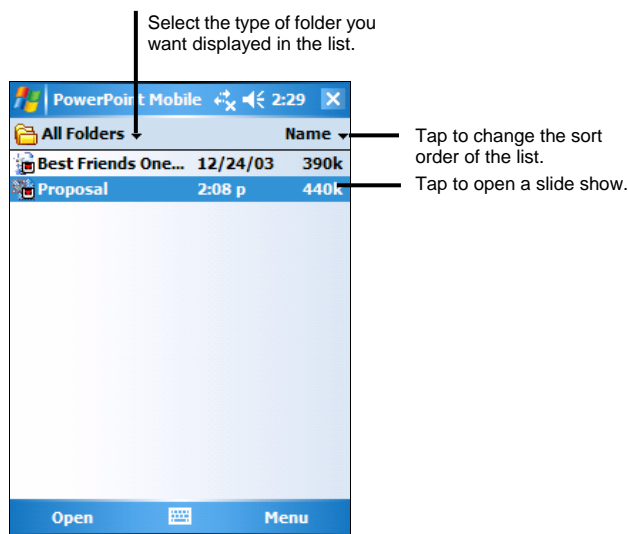 Select the type of folder you
want displayed in the list.
PowerPoint Mobile 2:29
All Folders Name
Tap to change the sort
order of the list.
Best Friends One... 12/24/03 390k
Proposal 2:08 p 440k
Tap to open a slide show.
Open Menu